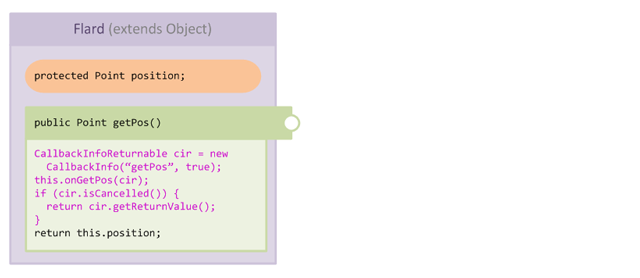 Flard (extends Object)
protected Point position;
public Point getPos()
CallbackInfoReturnable cir = new
CallbackInfo(“getPos”, true);
this.onGetPos(cir);
if (cir.isCancelled()) {
return cir.getReturnValue();
}
return this.position;